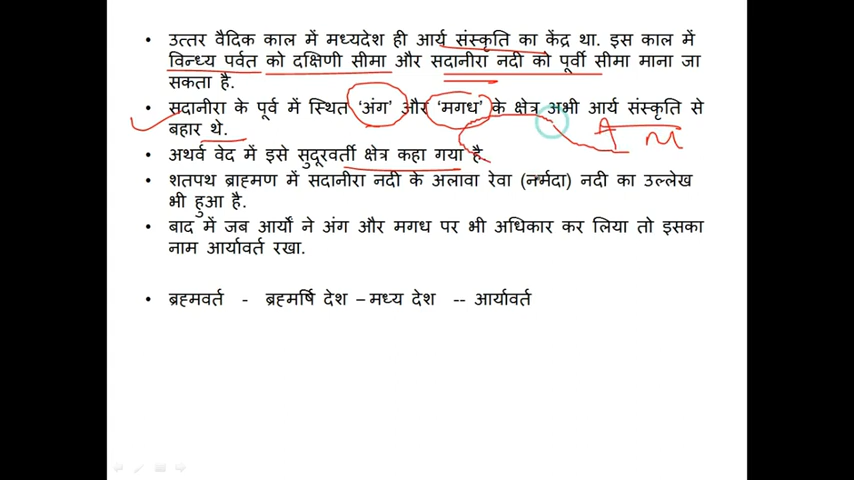 • उत्तर वैदिक काल में मध्यदेश ही आर्य संस्कृति का केंद्र था. इस काल में
विन्ध्य पर्वत को दक्षिणी सीमा और सदानीरा नदी को पूर्वी सीमा माना जा
सकता है.
• सदानीरा के पूर्व में स्थित 'अंग' और 'मगध' के क्षेत्र अभी आर्य संस्कृति से
बहार थे.
A M
• अथर्व वेद में इसे सुदूरवर्ती क्षेत्र कहा गया है.
• शतपथ ब्राह्मण में सदानीरा नदी के अलावा रेवा (नर्मदा) नदी का उल्लेख
भी हुआ है.
• बाद में जब आर्यों ने अंग और मगध पर भी अधिकार कर लिया तो इसका
नाम आर्यावर्त रखा.
• ब्रह्मवर्त - ब्रह्मर्षि देश – मध्य देश -- आर्यावर्त